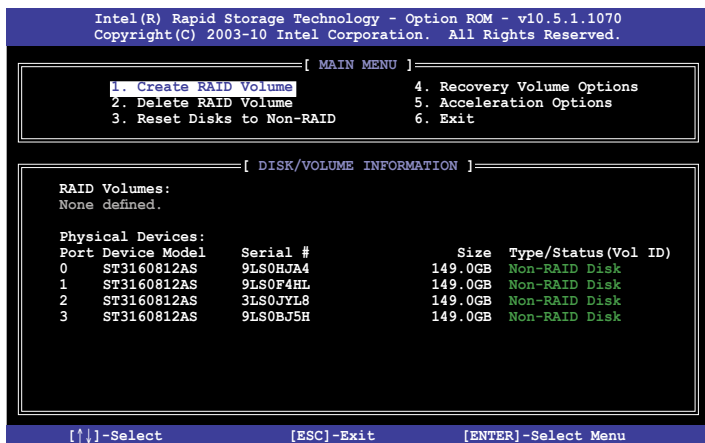 Intel(R) Rapid Storage Technology - Option ROM - v10.5.1.1070
Copyright(C) 2003-10 Intel Corporation. All Rights Reserved.
[ MAIN MENU ]
1. Create RAID Volume 4. Recovery Volume Options
2. Delete RAID Volume 5. Acceleration Options
3. Reset Disks to Non-RAID 6. Exit
[ DISK/VOLUME INFORMATION ]
RAID Volumes:
None defined.
Physical Devices:
Port Device Model Serial # Size Type/Status(Vol ID)
0 ST3160812AS 9LS0HJA4 149.0GB Non-RAID Disk
1 ST3160812AS 9LS0F4HL 149.0GB Non-RAID Disk
2 ST3160812AS 3LS0JYL8 149.0GB Non-RAID Disk
3 ST3160812AS 9LS0BJ5H 149.0GB Non-RAID Disk
[↑↓]-Select [ESC]-Exit [ENTER]-Select Menu